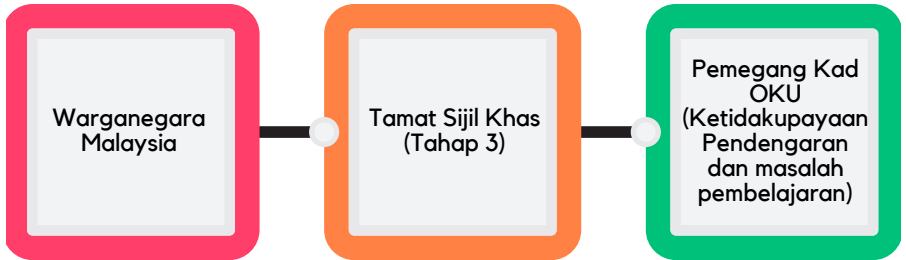 Warganegara
Malaysia
Tamat Sijil Khas
(Tahap 3)
Pemegang Kad
OKU
(Ketidakupayaan
Pendengaran
dan masalah
pembelajaran)